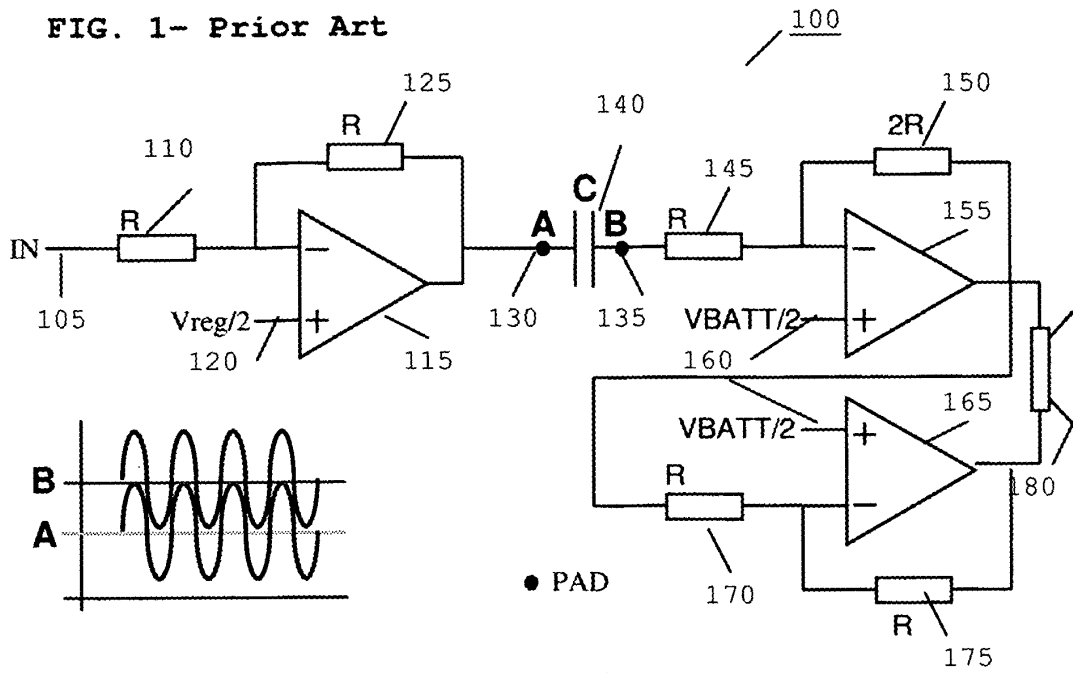 FIG. 1– Prior Art
100
125
140
150
R
2R
110
145
155
R
A
C
B
R
IN
−
−
105
Vreg/2
+
130
135
VBATT/2
+
120
115
160
VBATT/2
+
165
B
R
−
180
A
170
PAD
R
175